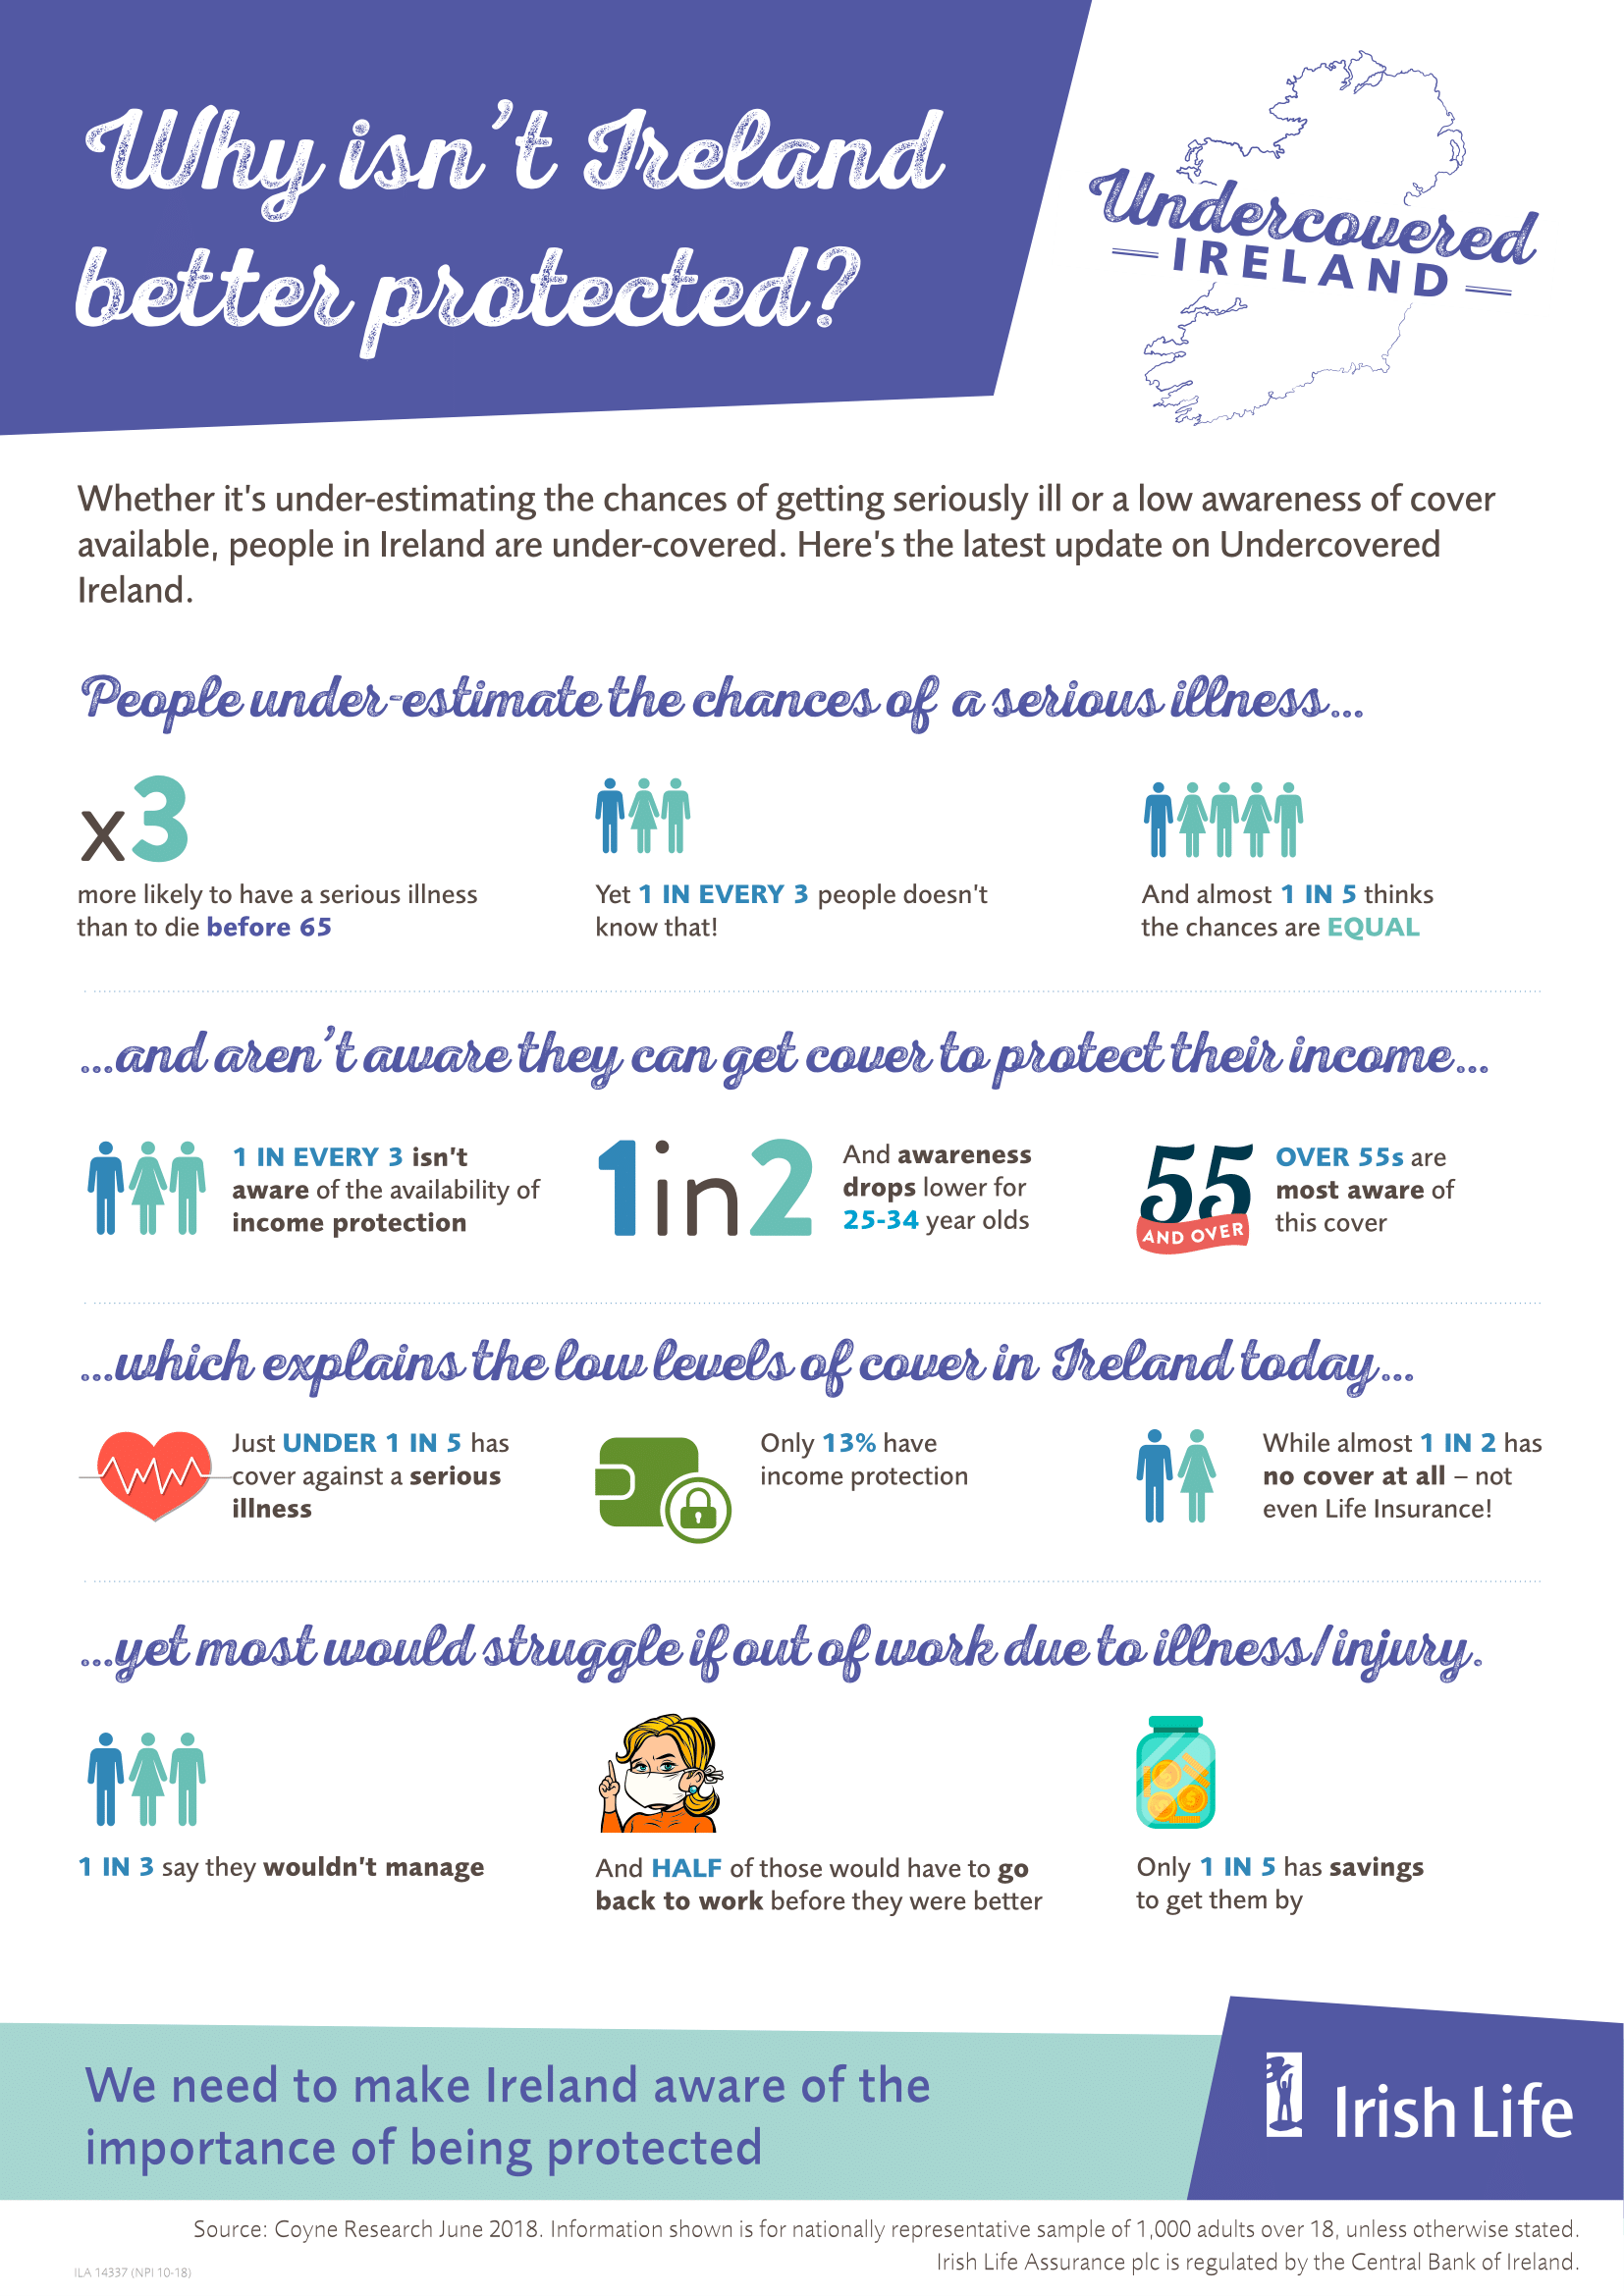 Why isn't Ireland
better protected?
Undercovered
IRELAND
Whether it's under-estimating the chances of getting seriously ill or a low awareness of cover
available, people in Ireland are under-covered. Here's the latest update on Undercovered
Ireland.
People under-estimate the chances of a serious illness...
x3
more likely to have a serious illness
than to die before 65
Yet 1 IN EVERY 3 people doesn't
know that!
And almost 1 IN 5 thinks
the chances are EQUAL
...and aren't aware they can get cover to protect their income...
1 IN EVERY 3 isn't
aware of the availability of
income protection
1in2
And awareness
drops lower for
25-34 year olds
55
AND OVER
OVER 55s are
most aware of
this cover
...which explains the low levels of cover in Ireland today...
Just UNDER 1 IN 5 has
cover against a serious
illness
Only 13% have
income protection
While almost 1 IN 2 has
no cover at all – not
even Life Insurance!
...yet most would struggle if out of work due to illness/injury.
1 IN 3 say they wouldn't manage
And HALF of those would have to go
back to work before they were better
Only 1 IN 5 has savings
to get them by
We need to make Ireland aware of the
importance of being protected
Irish Life
Source: Coyne Research June 2018. Information shown is for nationally representative sample of 1,000 adults over 18, unless otherwise stated.
Irish Life Assurance plc is regulated by the Central Bank of Ireland.
ILA 14337 (NPI 10-18)